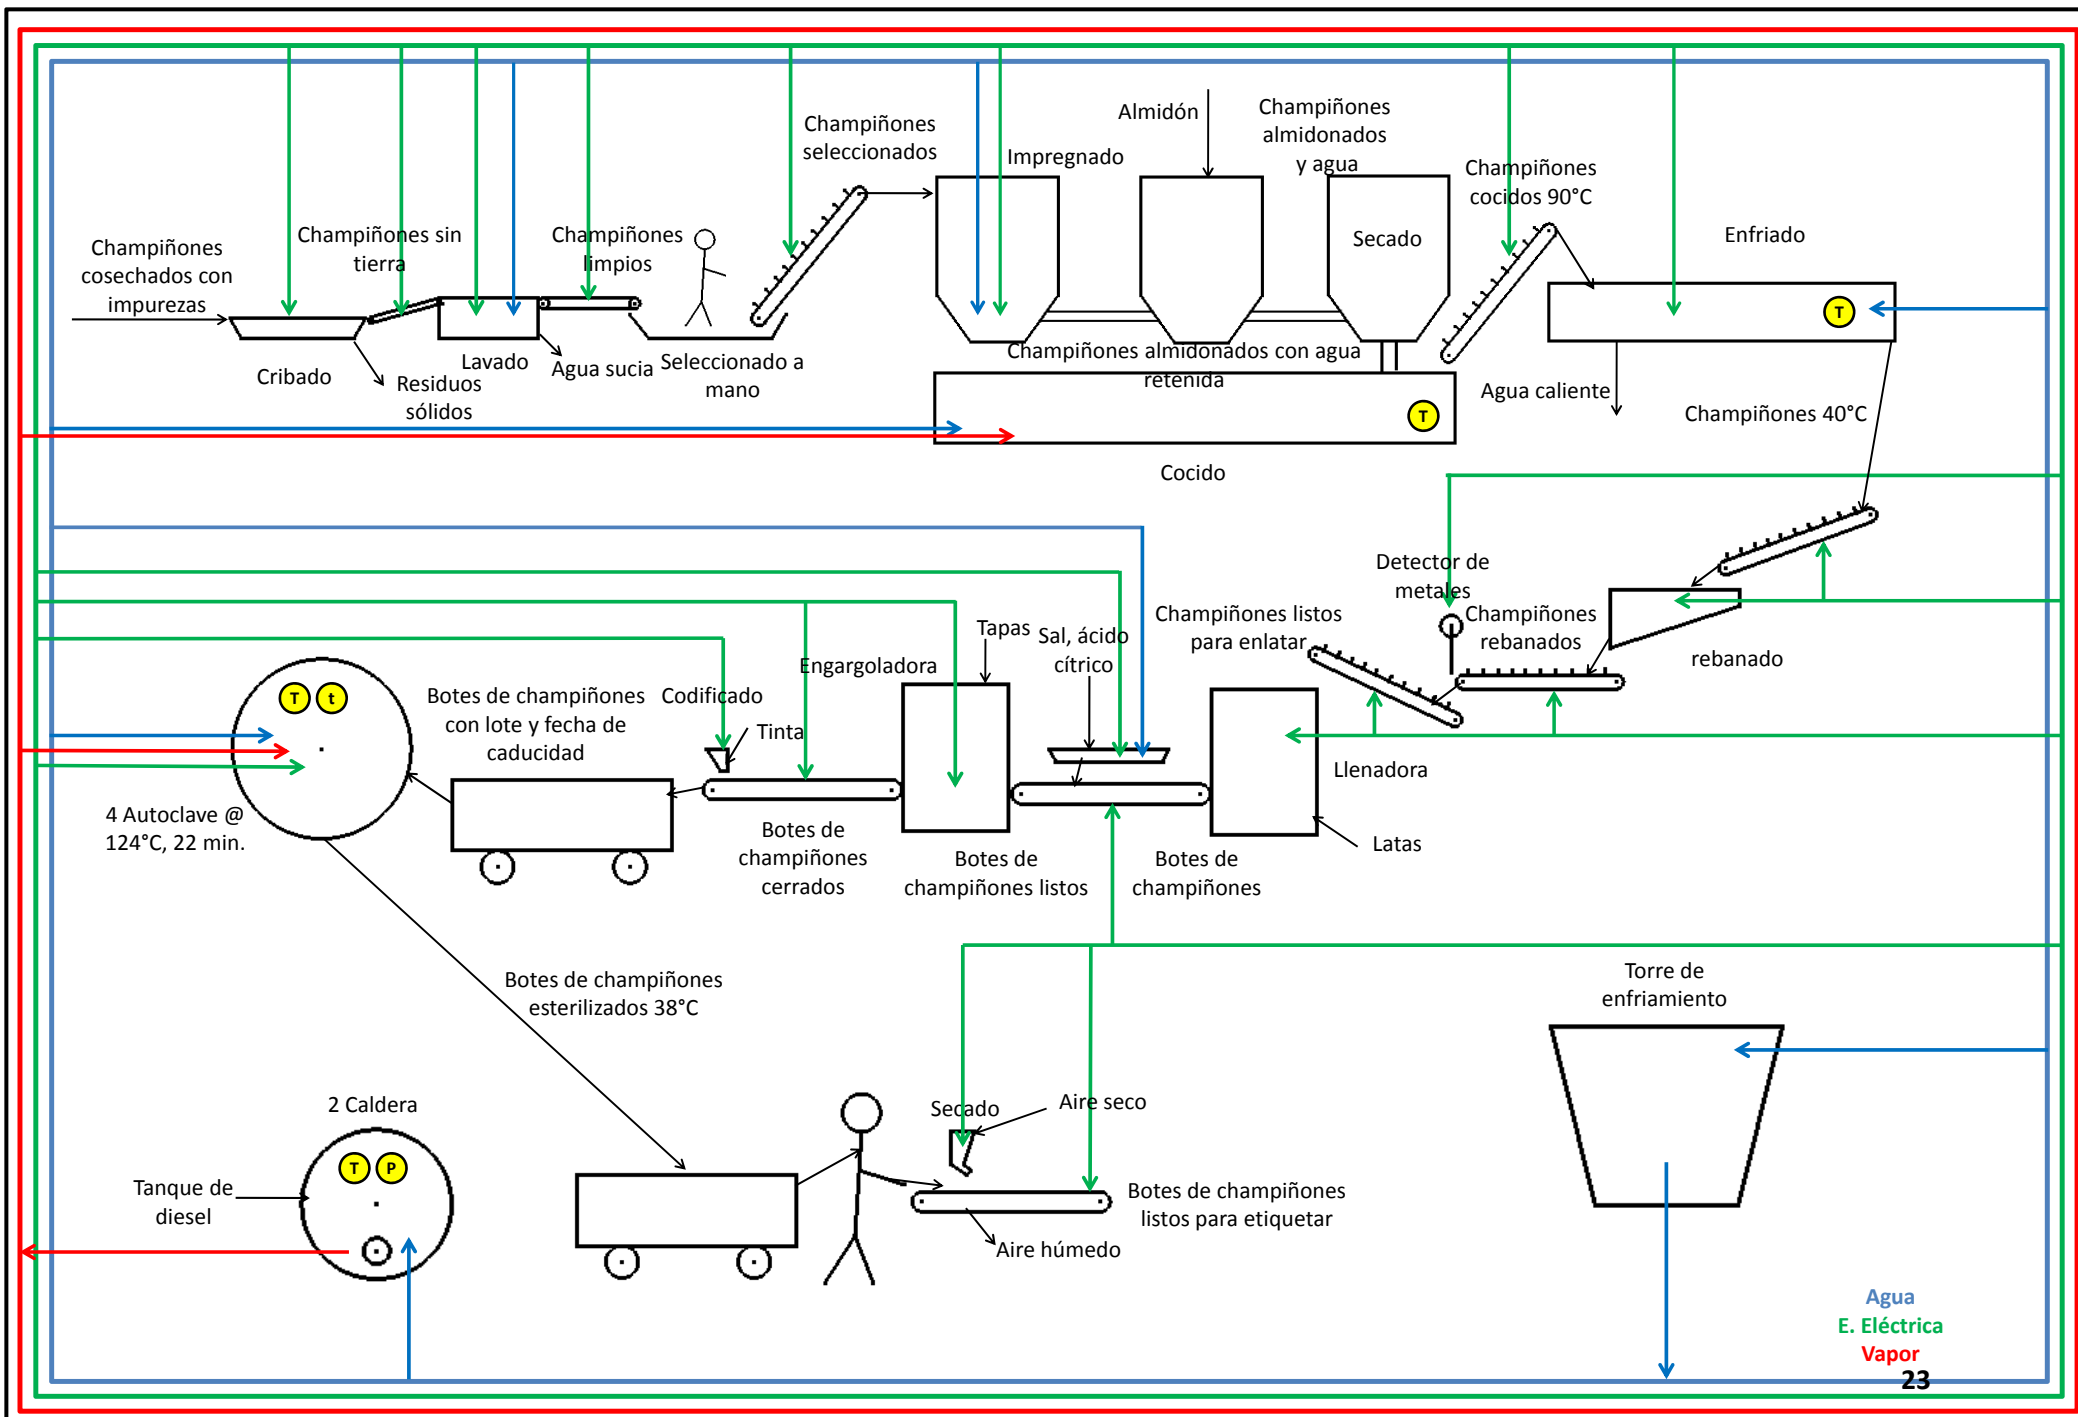 Champiñones
cosechados con
impurezas
Champiñones sin
tierra
Champiñones
limpios
Champiñones
seleccionados
Impregnado
Almidón
Champiñones
almidonados
y agua
Secado
Champiñones
cocidos 90°C
Enfriado
T
Cribado
Residuos
sólidos
Lavado
Agua sucia
Seleccionado a
mano
Champiñones almidonados con agua
retenida
T
Cocido
Agua caliente
Champiñones 40°C
Detector de
metales
Champiñones
rebanados
rebanado
Champiñones listos
para enlatar
Llenadora
Latas
Botes de
champiñones
Sal, ácido
cítrico
Tapas
Engargoladora
Botes de
champiñones listos
Codificado
Tinta
Botes de
champiñones
cerrados
Botes de champiñones
con lote y fecha de
caducidad
T t
4 Autoclave @
124°C, 22 min.
Botes de champiñones
esterilizados 38°C
Torre de
enfriamiento
2 Caldera
T P
Tanque de
diesel
Secado
Aire seco
Botes de champiñones
listos para etiquetar
Aire húmedo
Agua
E. Eléctrica
Vapor
23